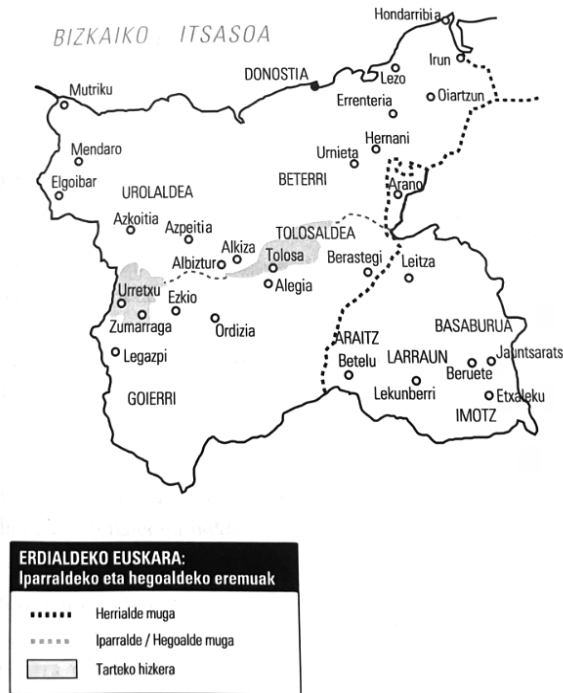 Hondarribia
BIZKAIKO ITSASOA
Irun
DONOSTIA
Lezo
Mutriku
Errenteria
Oiartzun
Hernani
Mendaro
Urnieta
Elgoibar
BETERRI
UROLALDEA
Arano
Azkoitia
Azpeitia
TOLOSALDEA
Alkiza
Albiztur
Tolosa
Berastegi
Leitza
Alegia
Urretxu
Ezkio
Zumarraga
Ordizia
BASABURUA
ARAITZ
Jauntsarats
Legazpi
Betelu
LARRAUN
Beruete
Lekunberri
Etxaleku
GOIERRI
IMOTZ
ERDIALDEKO EUSKARA:
Iparraldeko eta hegoaldeko eremuak
Herrialde muga
Iparralde / Hegoalde muga
Tarteko hizkera